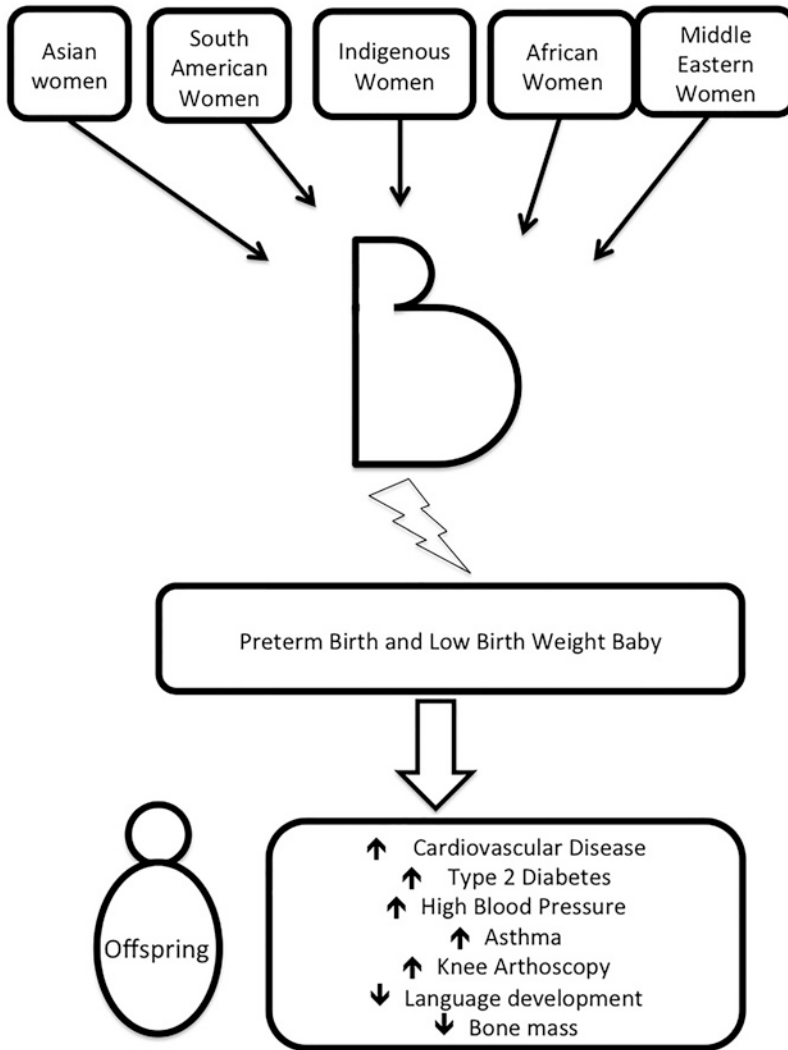 Asian
women
South
American
Women
Indigenous
Women
African
Women
Middle
Eastern
Women
Preterm Birth and Low Birth Weight Baby
Offspring
↑ Cardiovascular Disease
↑ Type 2 Diabetes
↑ High Blood Pressure
↑ Asthma
↑ Knee Arthoscopy
↓ Language development
↓ Bone mass